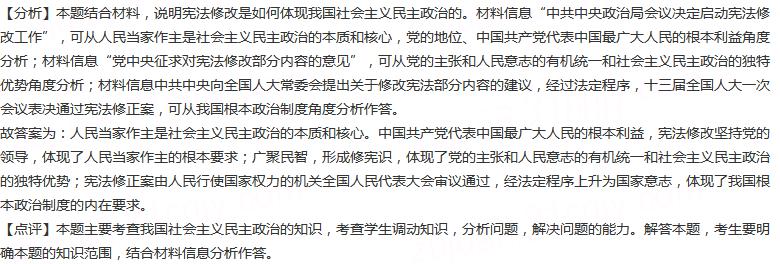 【分析】本题结合材料，说明宪法修改是如何体现我国社会主义民主政治的。材料信息“中共中央政治局会议决定启动宪法修
改工作”，可从人民当家作主是社会主义民主政治的本质和核心，党的地位、中国共产党代表中国最广大人民的根本利益角度
分析；材料信息“党中央征求对宪法修改部分内容的意见”，可从党的主张和人民意志的有机统一和社会主义民主政治的独特
优势角度分析；材料信息中共中央向全国人大常委会提出关于修改宪法部分内容的建议，经过法定程序，十三届全国人大一次
会议表决通过宪法修正案，可从我国根本政治制度角度分析作答。
故答案为：人民当家作主是社会主义民主政治的本质和核心。中国共产党代表中国最广大人民的根本利益，宪法修改坚持党的
领导，体现了人民当家作主的根本要求；广聚民智，形成修宪识，体现了党的主张和人民意志的有机统一和社会主义民主政治
的独特优势；宪法修正案由人民行使国家权力的机关全国人民代表大会审议通过，经法定程序上升为国家意志，体现了我国根
本政治制度的内在要求。
【点评】本题主要考查我国社会主义民主政治的知识，考查学生调动知识，分析问题，解决问题的能力。解答本题，考生要明
确本题的知识范围，结合材料信息分析作答。